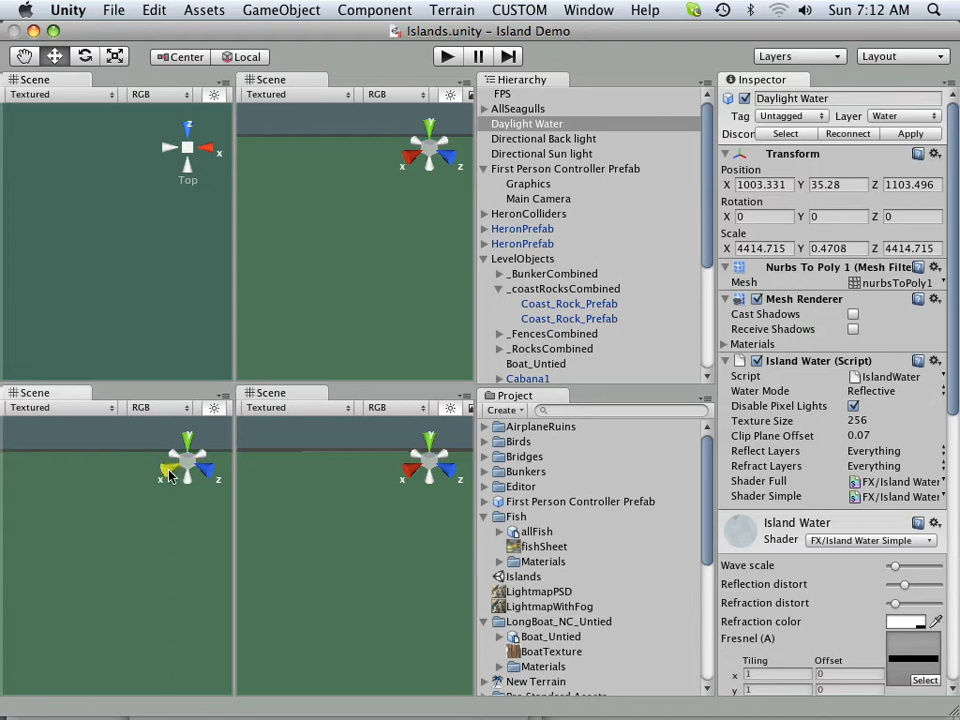 Unity File Edit Assets GameObject Component Terrain CUSTOM Window Help Sun 7:12 AM
Islands.unity - Island Demo
Center Local Layers Layout
Scene
Textured RGB
z
x
Top
Scene
Textured RGB
y
x z
Scene
Textured RGB
y
x z
Scene
Textured RGB
y
x z
Hierarchy
FPS
AllSeagulls
Daylight Water
Directional Back light
Directional Sun light
First Person Controller Prefab
Graphics
Main Camera
HeronColliders
HeronPrefab
HeronPrefab
LevelObjects
_BunkerCombined
_coastRocksCombined
Coast_Rock_Prefab
Coast_Rock_Prefab
_FencesCombined
_RocksCombined
Boat_Untied
Cabana1
Project
Create
AirplaneRuins
Birds
Bridges
Bunkers
Editor
First Person Controller Prefab
Fish
allFish
fishSheet
Materials
Islands
LightmapPSD
LightmapWithFog
LongBoat_NC_Untied
Boat_Untied
BoatTexture
Materials
New Terrain
Inspector
Daylight Water
Tag Untagged Layer Water
Discon Select Reconnect Apply
Transform
Position
X 1003.331 Y 35.28 Z 1103.496
Rotation
X 0 Y 0 Z 0
Scale
X 4414.715 Y 0.4708 Z 4414.715
Nurbs To Poly 1 (Mesh Filte
Mesh nurbsToPoly1
Mesh Renderer
Cast Shadows
Receive Shadows
Materials
Island Water (Script)
Script IslandWater
Water Mode Reflective
Disable Pixel Lights
Texture Size 256
Clip Plane Offset 0.07
Reflect Layers Everything
Refract Layers Everything
Shader Full FX/Island Water
Shader Simple FX/Island Water
Island Water
Shader FX/Island Water Simple
Wave scale
Reflection distort
Refraction distort
Refraction color
Fresnel (A)
Tiling Offset
x 1 0
y 1 0
Select